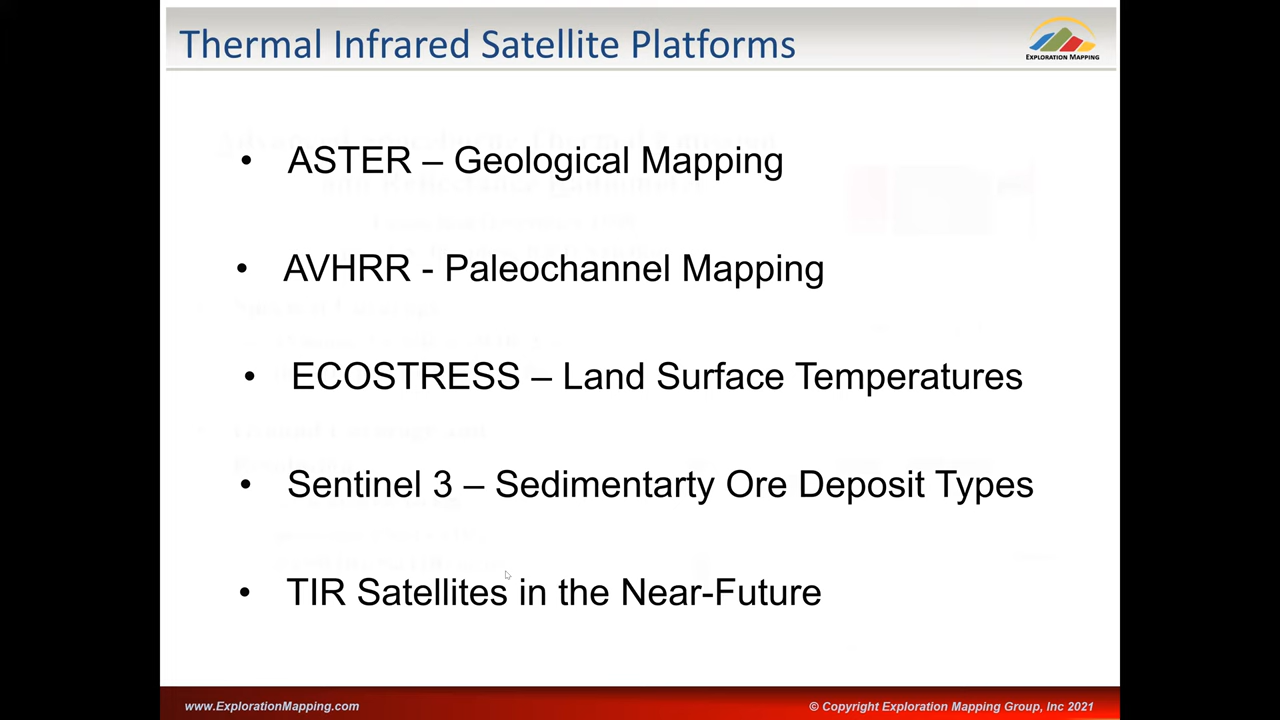 Thermal Infrared Satellite Platforms
EXPLORATION MAPPING
• ASTER – Geological Mapping
• AVHRR - Paleochannel Mapping
• ECOSTRESS – Land Surface Temperatures
• Sentinel 3 – Sedimentarty Ore Deposit Types
• TIR Satellites in the Near-Future
www.ExplorationMapping.com
© Copyright Exploration Mapping Group, Inc 2021